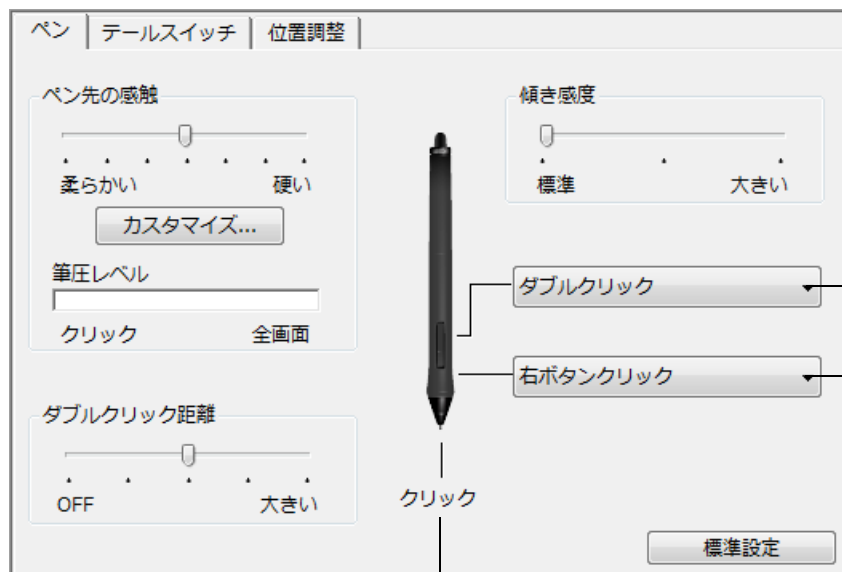 ペン テールスイッチ 位置調整
ペン先の感触
柔らかい 硬い
カスタマイズ...
筆圧レベル
クリック 全画面
ダブルクリック距離
OFF 大きい
傾き感度
標準 大きい
ダブルクリック
右ボタンクリック
クリック
標準設定